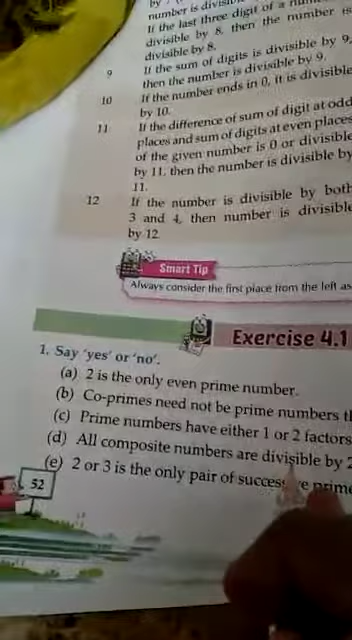 by
number is divisi
If the last three digit of a num
divisible by 8, then the number is
divisible by 8.
9 If the sum of digits is divisible by 9,
then the number is divisible by 9.
10 If the number ends in 0, it is divisible
by 10.
11 If the difference of sum of digit at odd
places and sum of digits at even places
of the given number is 0 or divisible
by 11, then the number is divisible by
11.
12 If the number is divisible by both
3 and 4, then number is divisible
by 12.
Smart Tip
Always consider the first place from the left as
Exercise 4.1
1. Say 'yes' or 'no'.
(a) 2 is the only even prime number.
(b) Co-primes need not be prime numbers
(c) Prime numbers have either 1 or 2 factors
(d) All composite numbers are divisible by 2
(e) 2 or 3 is the only pair of prime
52